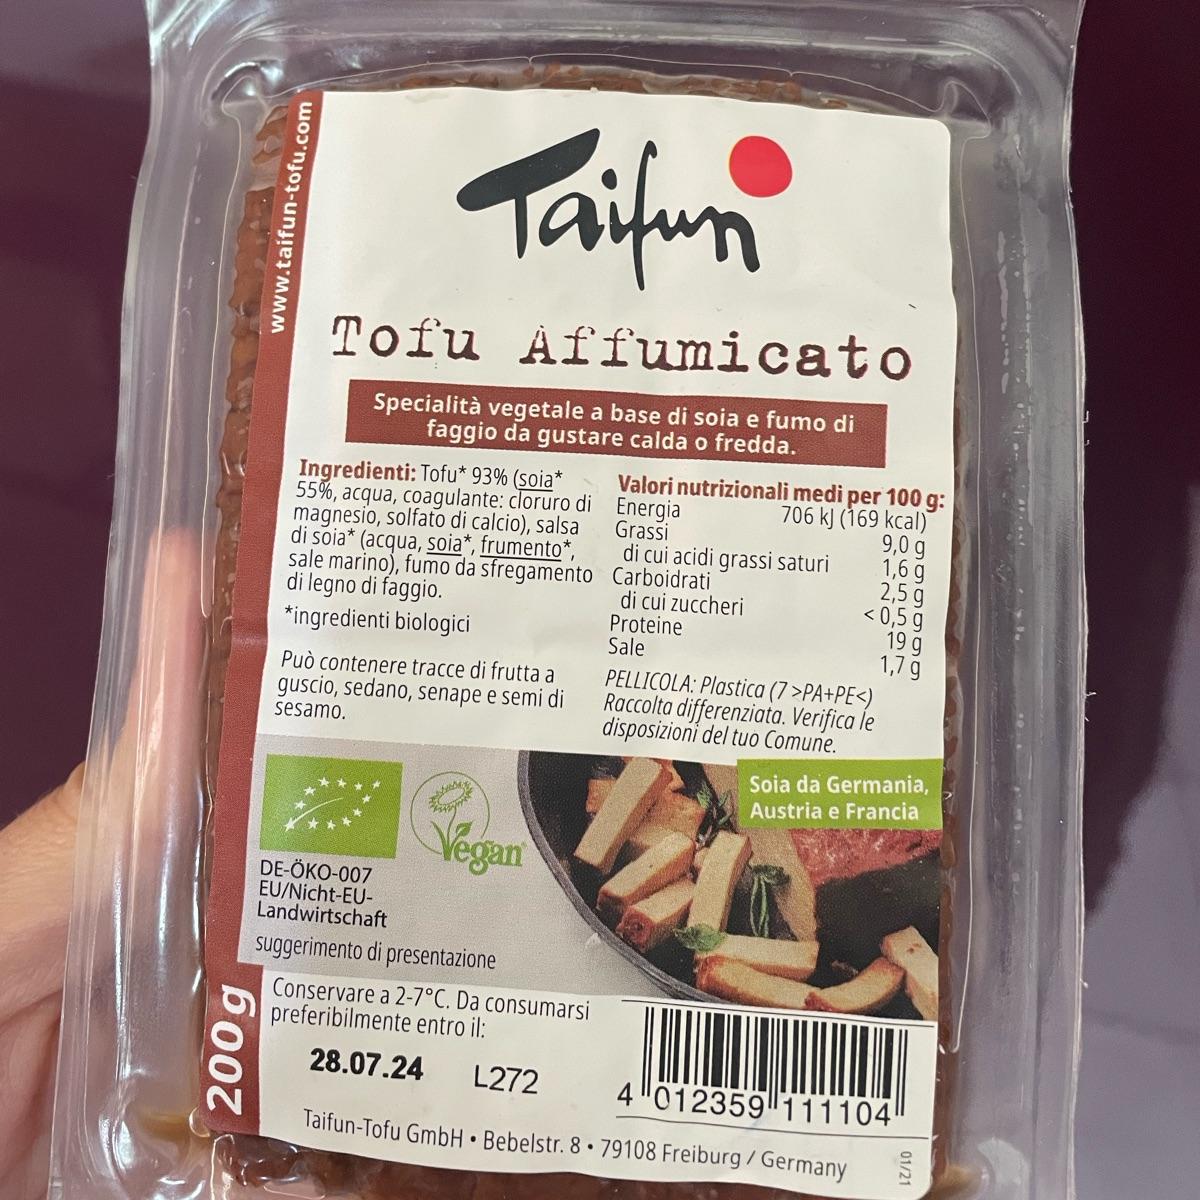 www.taifun-tofu.com
Taifun
Tofu Affumicato
Specialità vegetale a base di soia e fumo di
faggio da gustare calda o fredda.
Ingredienti: Tofu* 93% (soia*
55%, acqua, coagulante: cloruro di
magnesio, solfato di calcio), salsa
di soia* (acqua, soia*, frumento*,
sale marino), fumo da sfregamento
di legno di faggio.
*ingredienti biologici
Può contenere tracce di frutta a
guscio, sedano, senape e semi di
sesamo.
Valori nutrizionali medi per 100 g:
Energia 706 kJ (169 kcal)
Grassi 9,0 g
di cui acidi grassi saturi 1,6 g
Carboidrati 2,5 g
di cui zuccheri < 0,5 g
Proteine 19 g
Sale 1,7 g
PELLICOLA: Plastica (7 >PA+PE<)
Raccolta differenziata. Verifica le
disposizioni del tuo Comune.
Soia da Germania,
Austria e Francia
Vegan
DE-ÖKO-007
EU/Nicht-EU-
Landwirtschaft
suggerimento di presentazione
200g
Conservare a 2-7°C. Da consumarsi
preferibilmente entro il:
28.07.24 L272
4 012359 111104
Taifun-Tofu GmbH • Bebelstr. 8 • 79108 Freiburg / Germany
01/21